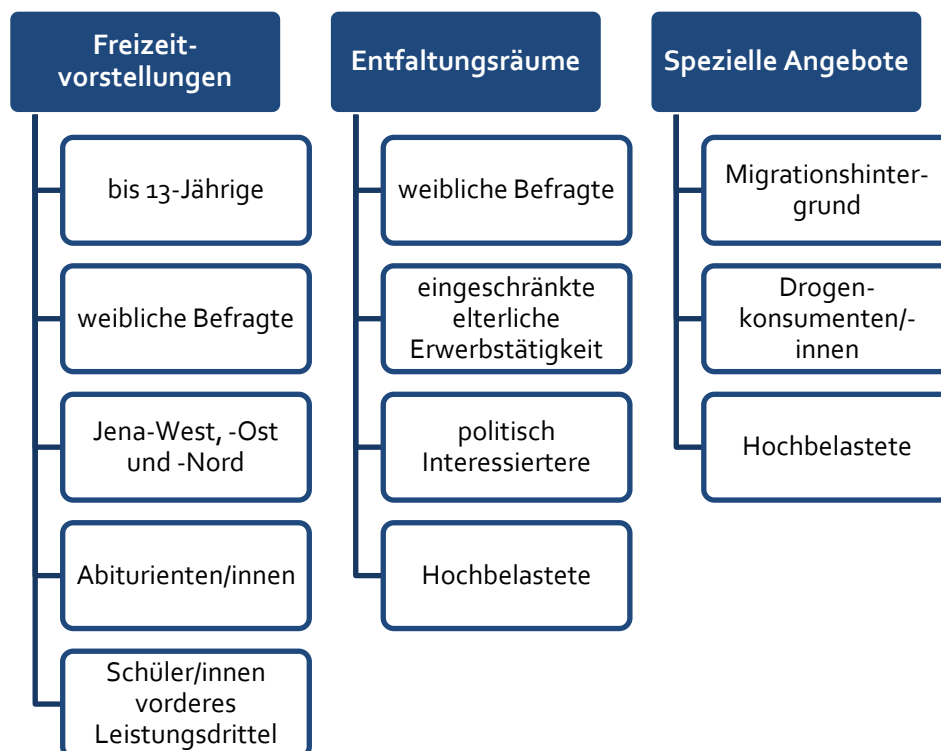 Freizeit-
vorstellungen
bis 13-Jährige
weibliche Befragte
Jena-West, -Ost
und -Nord
Abiturienten/innen
Schüler/innen
vorderes
Leistungsdrittel
Entfaltungsräume
weibliche Befragte
eingeschränkte
elterliche
Erwerbstätigkeit
politisch
Interessiertere
Hochbelastete
Spezielle Angebote
Migrationshinter-
grund
Drogen-
konsumenten/-
innen
Hochbelastete